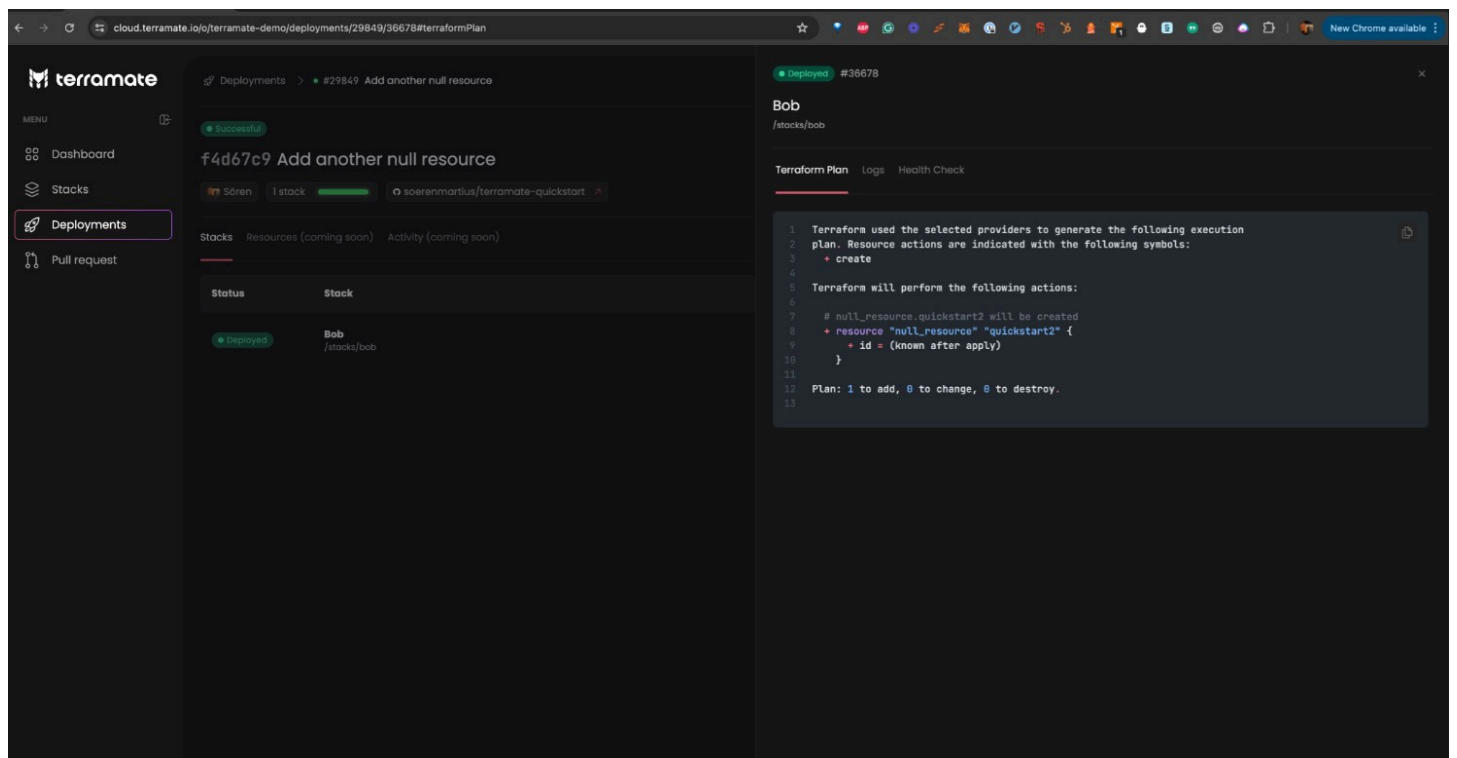 cloud.terramate.io/o/terramate-demo/deployments/29849/36678#terraformPlan
New Chrome available
terramate
MENU
Dashboard
Stacks
Deployments
Pull request
Deployments > #29849 Add another null resource
Successful
f4d67c9 Add another null resource
Sören
1 stack
soerenmartius/terramate-quickstart
Stacks Resources (coming soon) Activity (coming soon)
Status Stack
Deployed
Bob
/stacks/bob
Deployed #36678
Bob
/stacks/bob
Terraform Plan Logs Health Check
1 Terraform used the selected providers to generate the following execution
2 plan. Resource actions are indicated with the following symbols:
3 + create
4
5 Terraform will perform the following actions:
6
7 # null_resource.quickstart2 will be created
8 + resource "null_resource" "quickstart2" {
9 + id = (known after apply)
10 }
11
12 Plan: 1 to add, 0 to change, 0 to destroy.
13